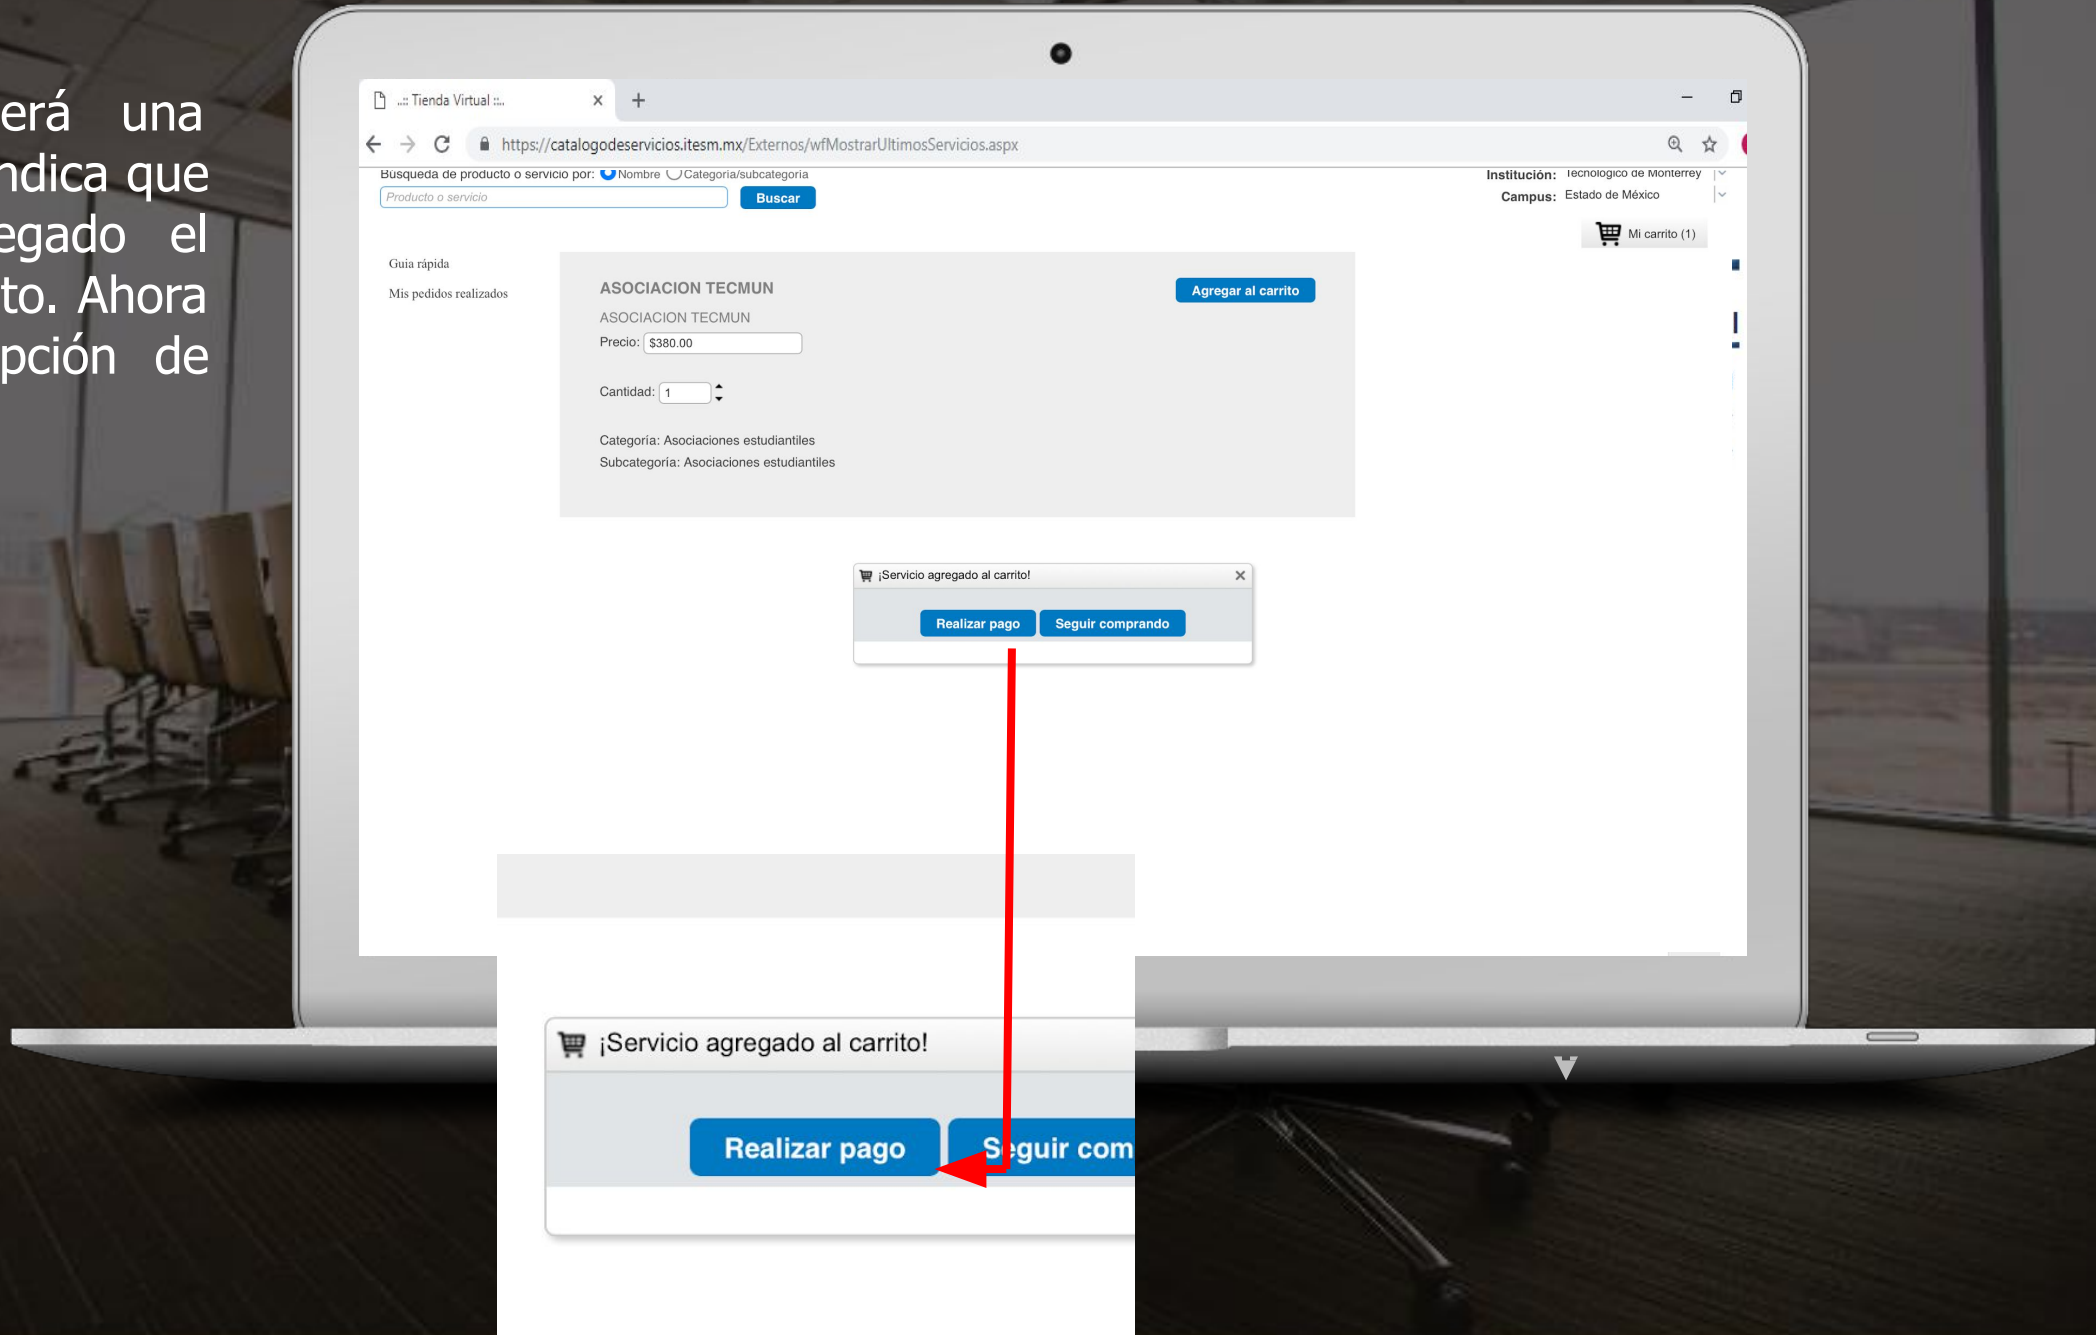 erá una
ndica que
egado el
to. Ahora
pción de
..:: Tienda Virtual ::..
https://catalogodeservicios.itesm.mx/Externos/wfMostrarUltimosServicios.aspx
Búsqueda de producto o servicio por: Nombre Categoría/subcategoría
Institución: Tecnológico de Monterrey
Producto o servicio Buscar
Campus: Estado de México
Mi carrito (1)
Guia rápida
Mis pedidos realizados
ASOCIACION TECMUN
Agregar al carrito
ASOCIACION TECMUN
Precio: $380.00
Cantidad: 1
Categoría: Asociaciones estudiantiles
Subcategoría: Asociaciones estudiantiles
¡Servicio agregado al carrito!
Realizar pago Seguir comprando
¡Servicio agregado al carrito!
Realizar pago Seguir com